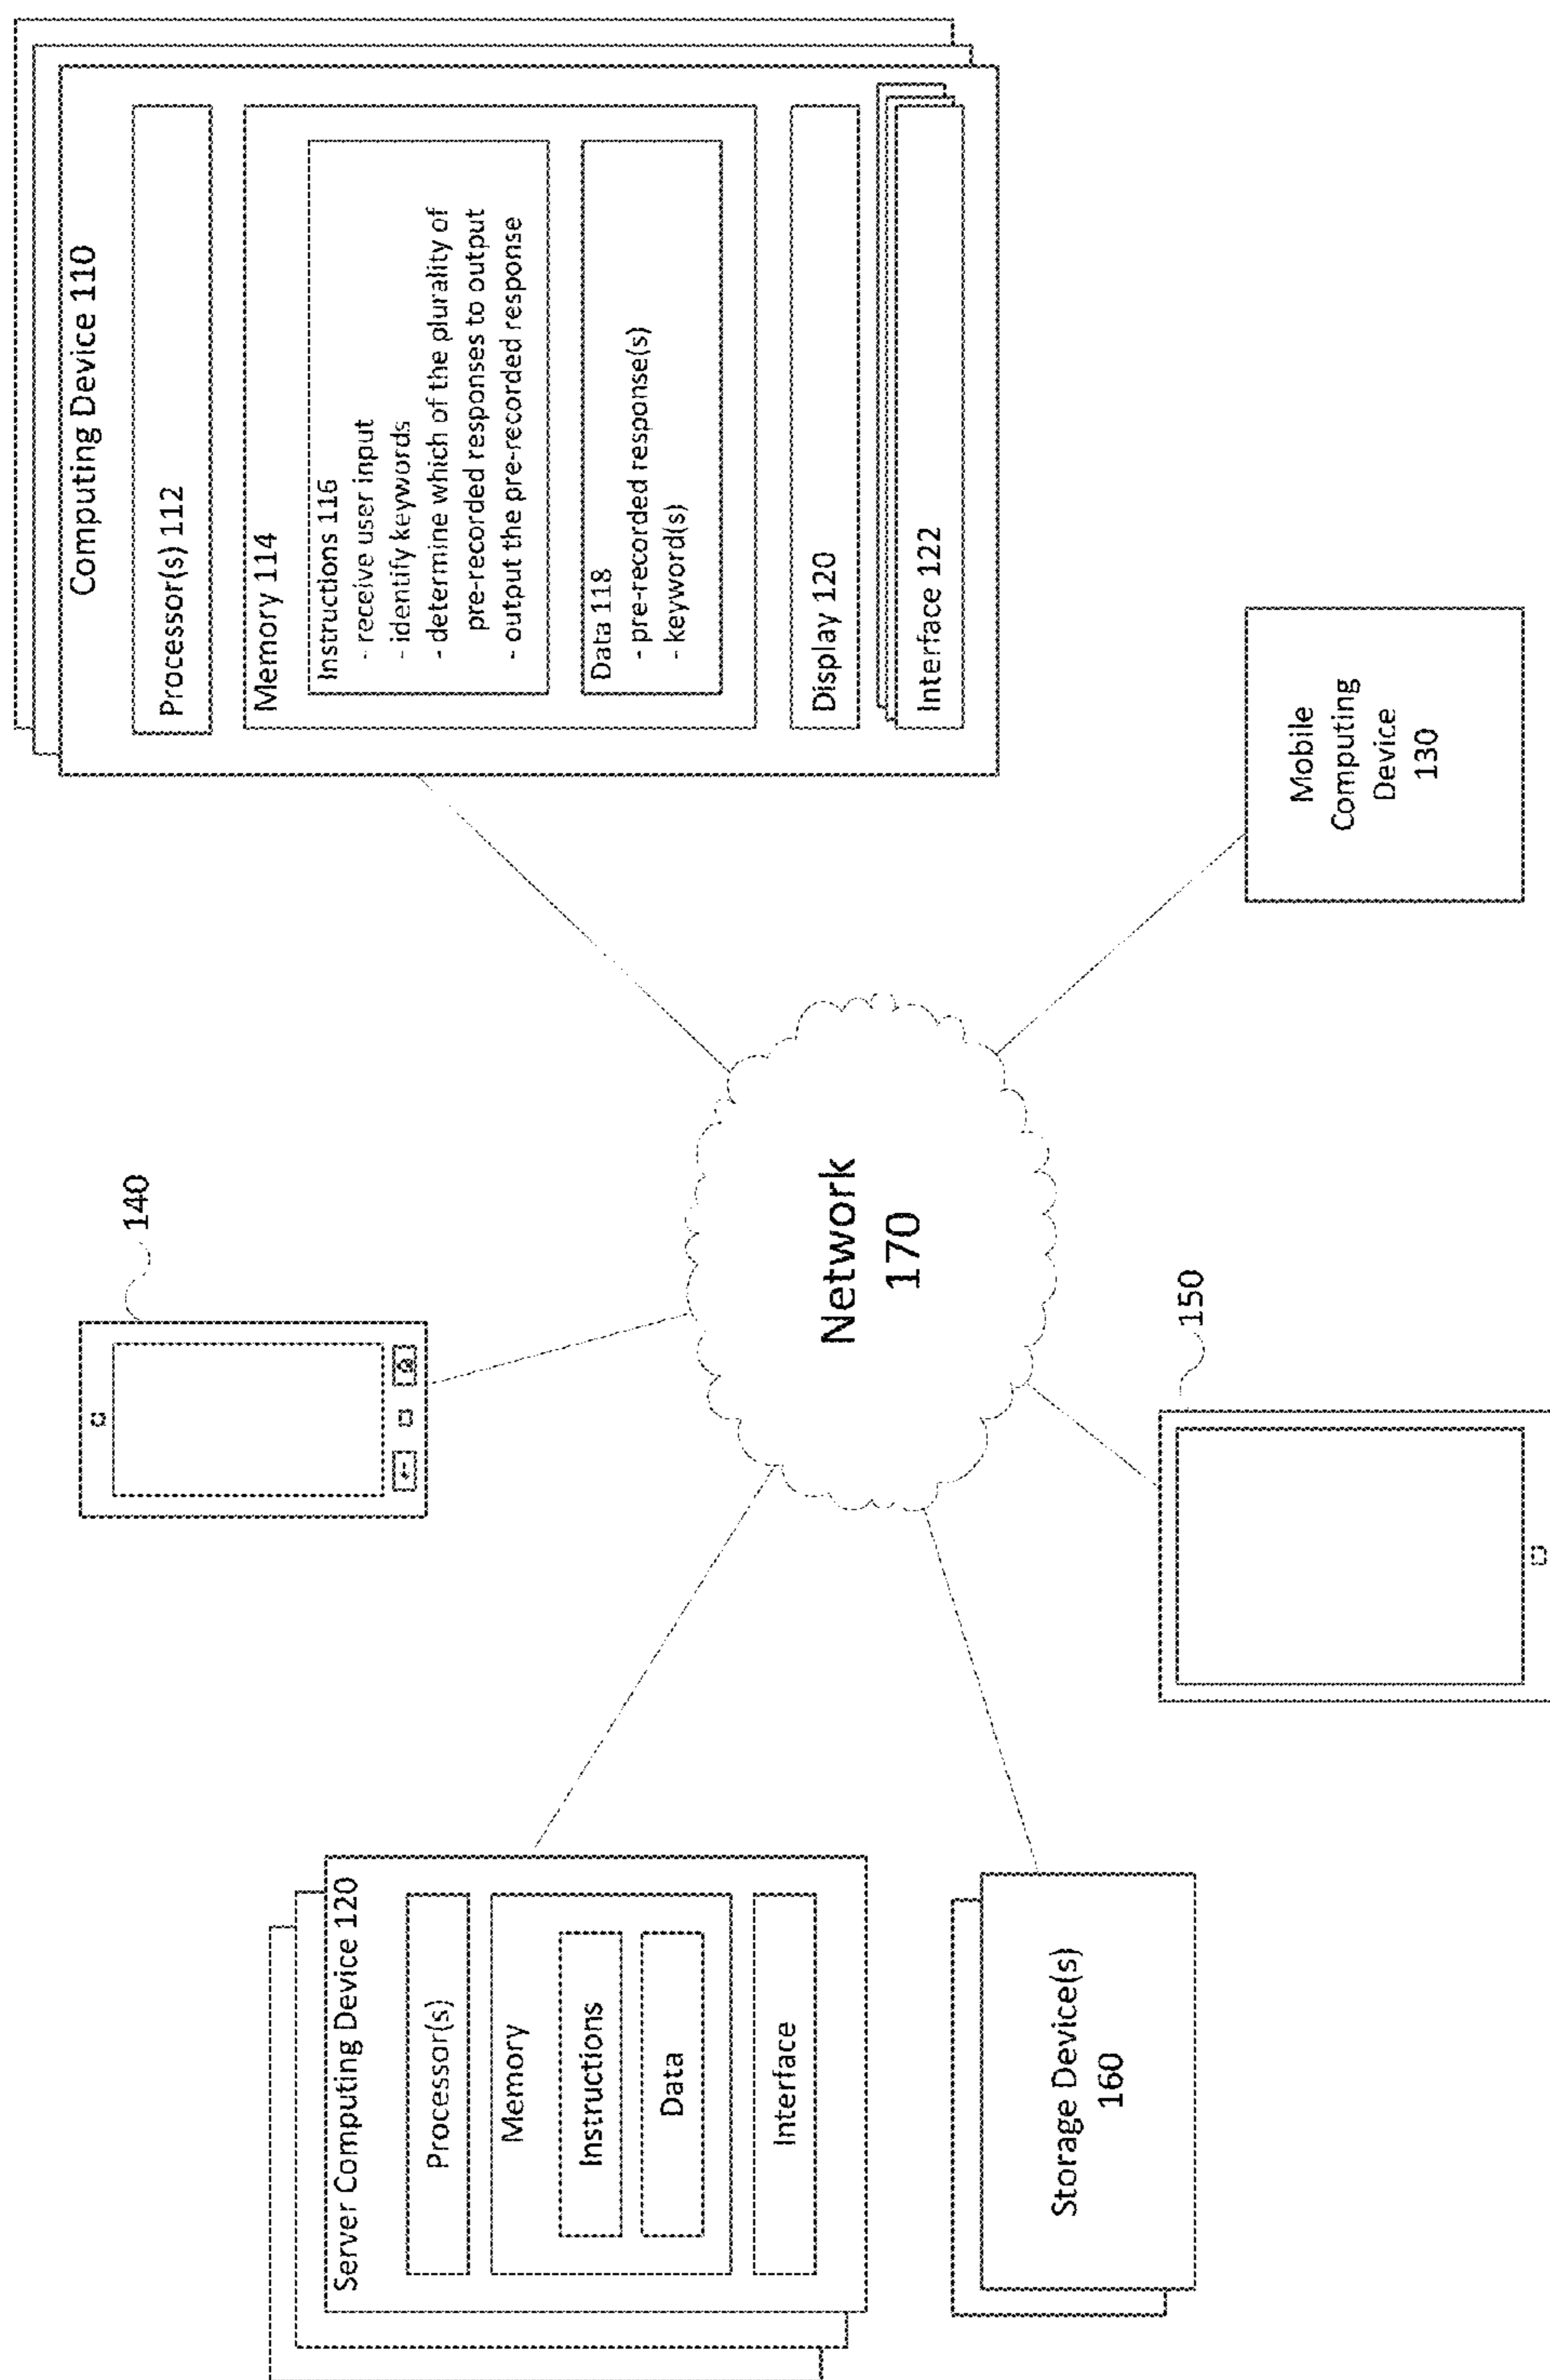 Server Computing Device 120
Processor(s)
Memory
Instructions
Data
Interface
Storage Device(s)
160
140
Network
170
150
Computing Device 110
Processor(s) 112
Memory 114
Instructions 116
- receive user input
- identify keywords
- determine which of the plurality of
pre-recorded responses to output
- output the pre-recorded response
Data 118
- pre-recorded response(s)
- keyword(s)
Display 120
Interface 122
Mobile
Computing
Device
130